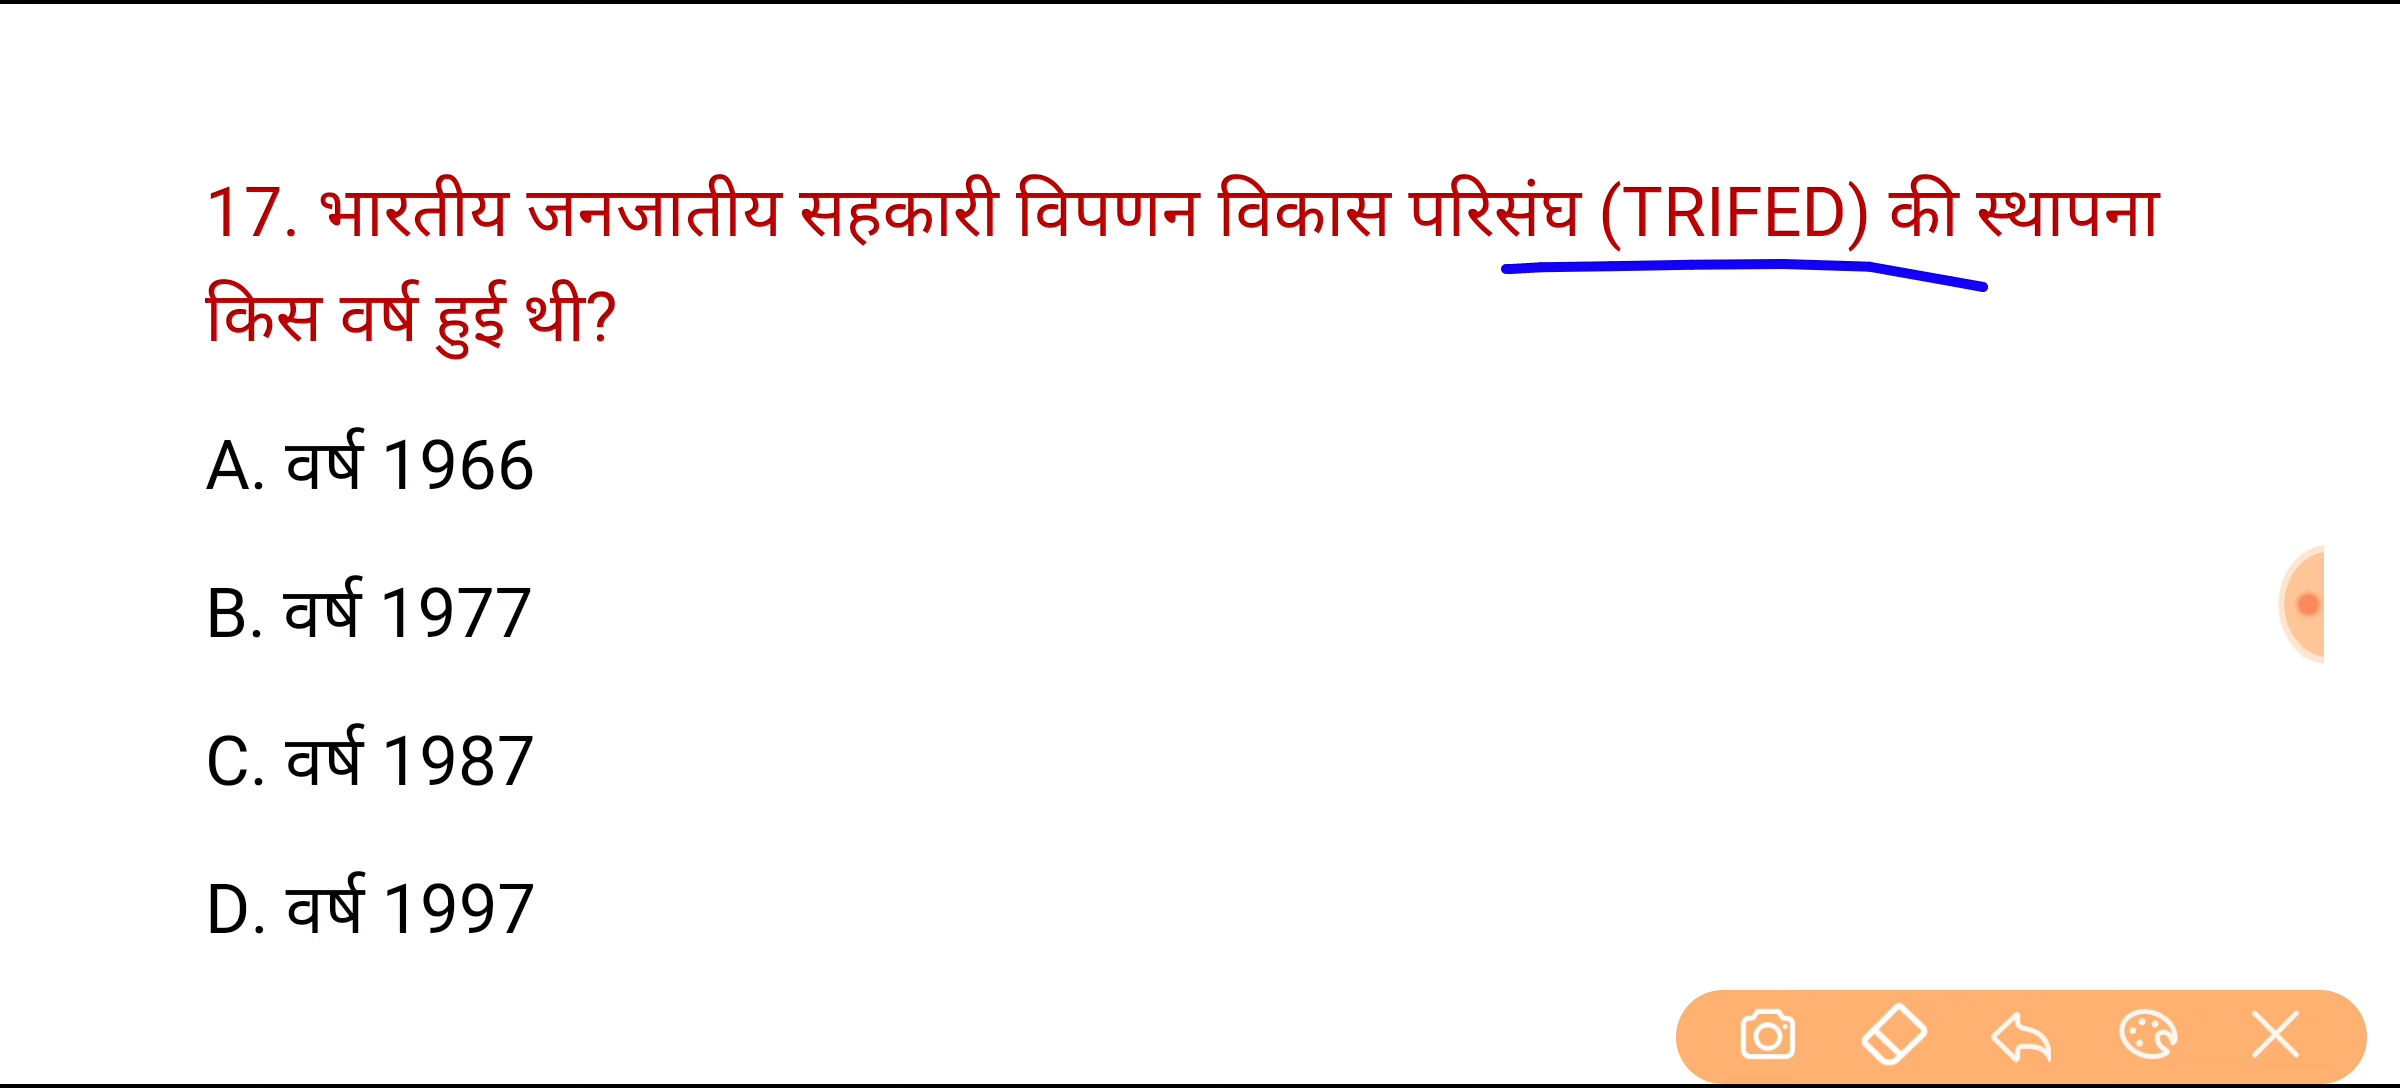 17. भारतीय जनजातीय सहकारी विपणन विकास परिसंघ (TRIFED) की स्थापना
किस वर्ष हुई थी?
A. वर्ष 1966
B. वर्ष 1977
C. वर्ष 1987
D. वर्ष 1997